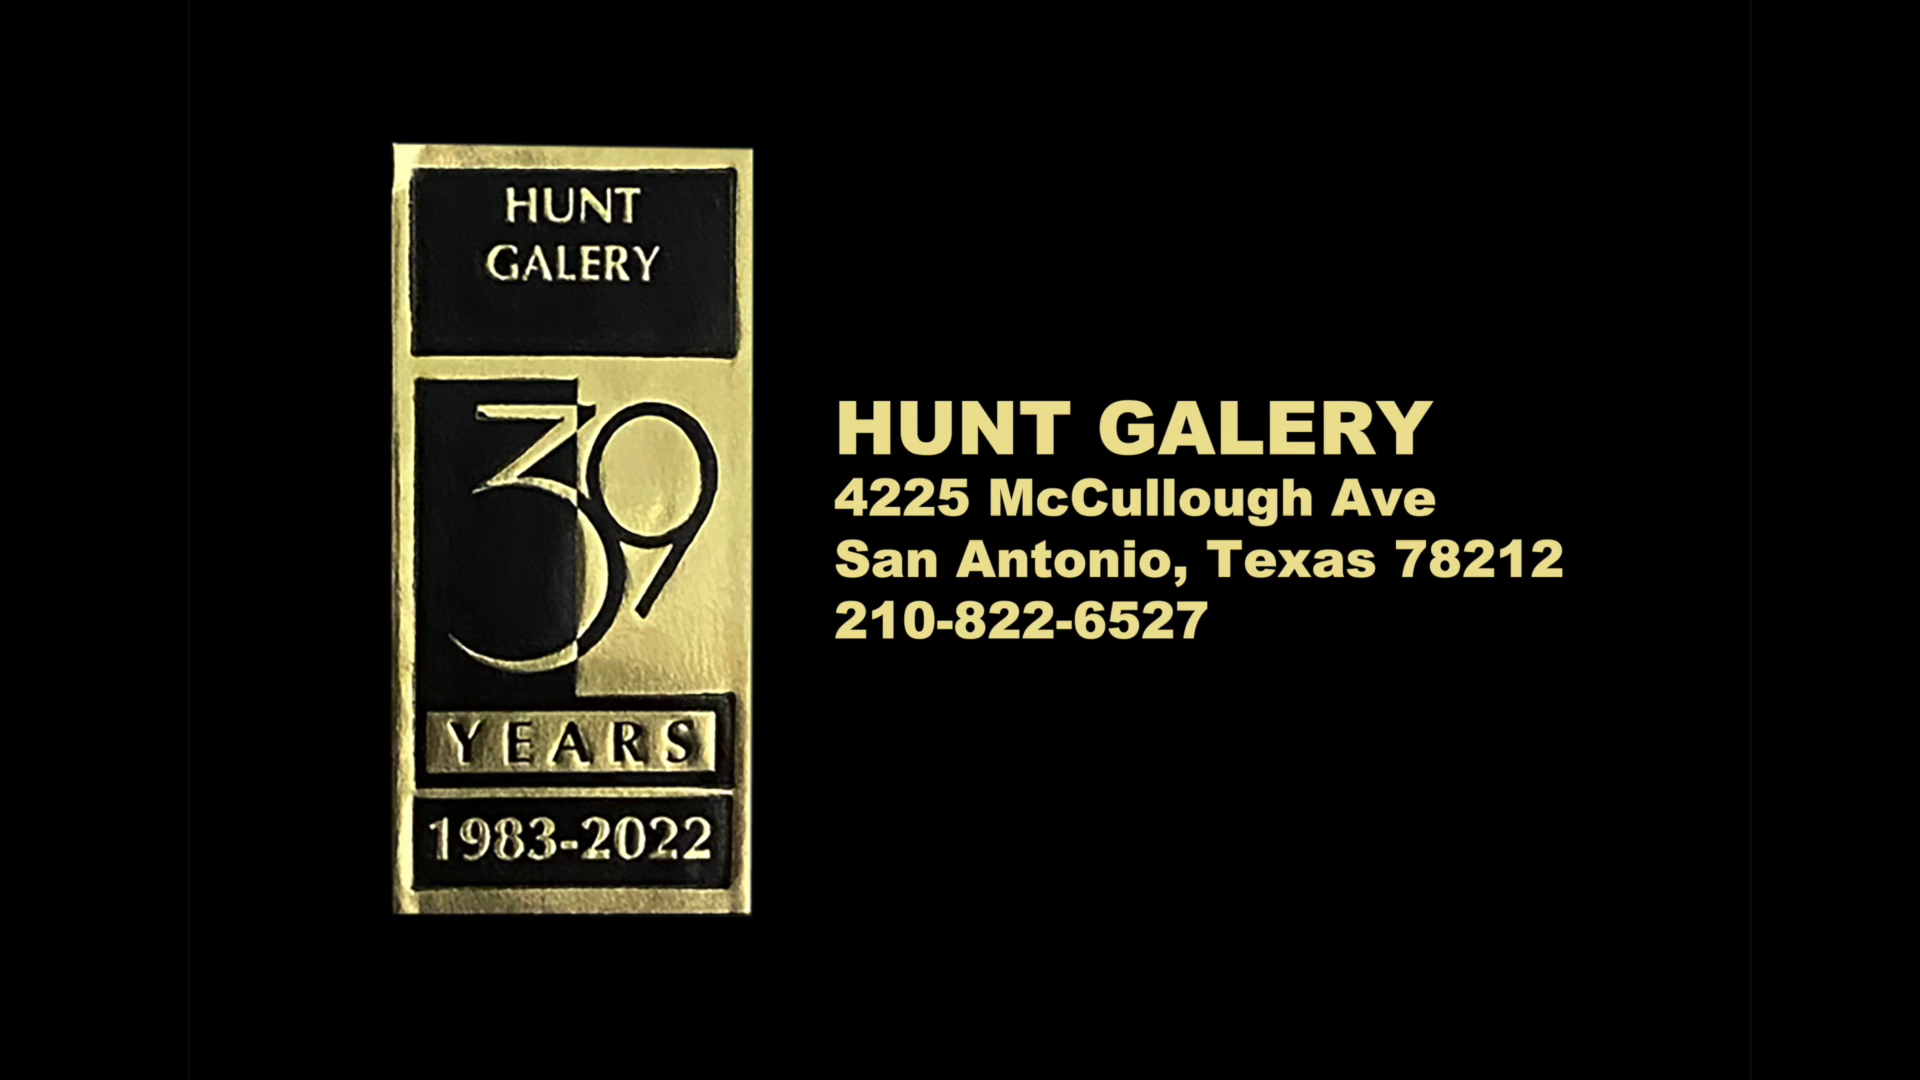 HUNT
GALERY
39
YEARS
1983-2022
HUNT GALERY
4225 McCullough Ave
San Antonio, Texas 78212
210-822-6527